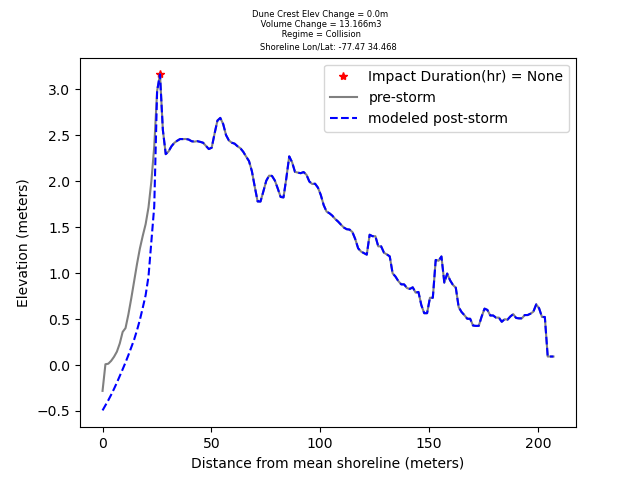 Dune Crest Elev Change = 0.0m
Volume Change = 13.166m3
Regime = Collision
Shoreline Lon/Lat: -77.47 34.468
Impact Duration(hr) = None
pre-storm
modeled post-storm
3.0
2.5
2.0
1.5
1.0
0.5
0.0
−0.5
Elevation (meters)
0 50 100 150 200
Distance from mean shoreline (meters)